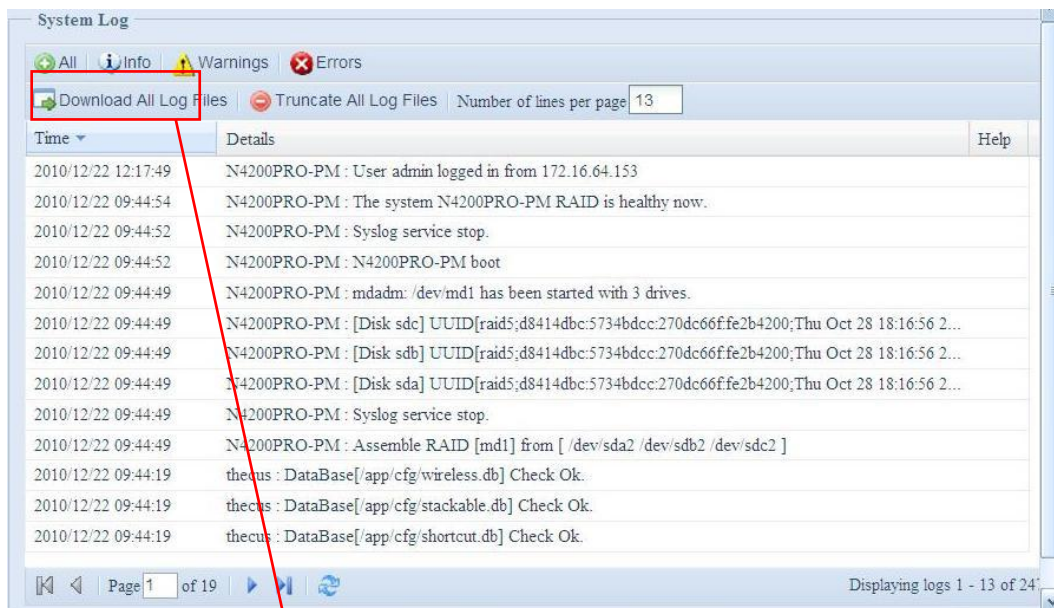 System Log
All Info Warnings Errors
Download All Log Files Truncate All Log Files Number of lines per page 13
Time Details Help
2010/12/22 12:17:49 N4200PRO-PM : User admin logged in from 172.16.64.153
2010/12/22 09:44:54 N4200PRO-PM : The system N4200PRO-PM RAID is healthy now.
2010/12/22 09:44:52 N4200PRO-PM : Syslog service stop.
2010/12/22 09:44:52 N4200PRO-PM : N4200PRO-PM boot
2010/12/22 09:44:49 N4200PRO-PM : mdadm: /dev/md1 has been started with 3 drives.
2010/12/22 09:44:49 N4200PRO-PM : [Disk sdc] UUID[raid5;d8414dbc:5734bdcc:270dc66f:fe2b4200;Thu Oct 28 18:16:56 2...
2010/12/22 09:44:49 N4200PRO-PM : [Disk sdb] UUID[raid5;d8414dbc:5734bdcc:270dc66f:fe2b4200;Thu Oct 28 18:16:56 2...
2010/12/22 09:44:49 N4200PRO-PM : [Disk sda] UUID[raid5;d8414dbc:5734bdcc:270dc66f:fe2b4200;Thu Oct 28 18:16:56 2...
2010/12/22 09:44:49 N4200PRO-PM : Syslog service stop.
2010/12/22 09:44:49 N4200PRO-PM : Assemble RAID [md1] from [ /dev/sda2 /dev/sdb2 /dev/sdc2 ]
2010/12/22 09:44:19 thecus : DataBase[/app/cfg/wireless.db] Check Ok.
2010/12/22 09:44:19 thecus : DataBase[/app/cfg/stackable.db] Check Ok.
2010/12/22 09:44:19 thecus : DataBase[/app/cfg/shortcut.db] Check Ok.
Page 1 of 19 Displaying logs 1 - 13 of 24